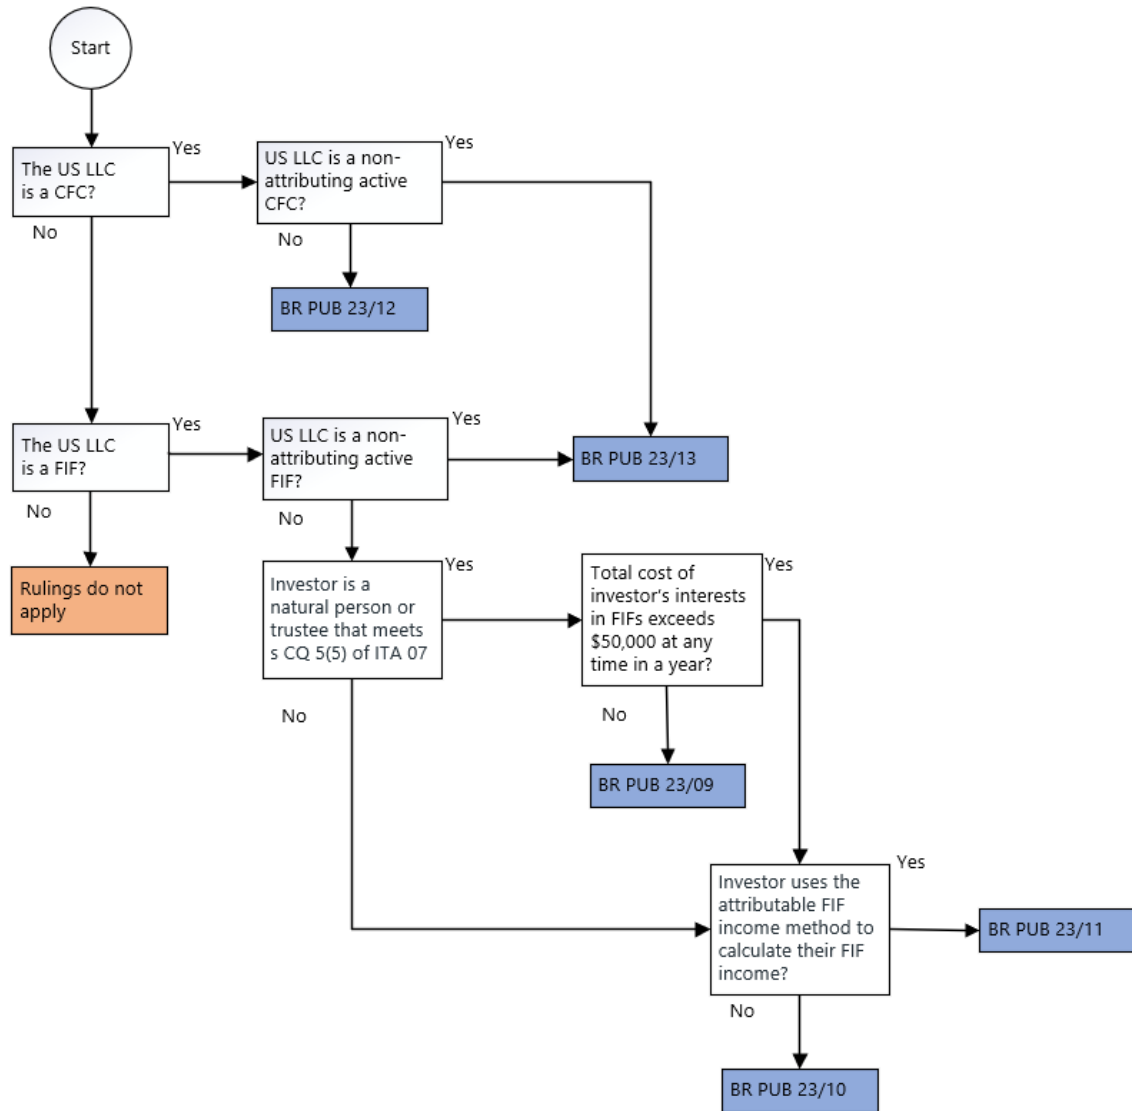 Start
Yes
Yes
The US LLC
is a CFC?
US LLC is a non-
attributing active
CFC?
No
No
BR PUB 23/12
Yes
Yes
The US LLC
is a FIF?
US LLC is a non-
attributing active
FIF?
BR PUB 23/13
No
No
Rulings do not
apply
Yes
Yes
Investor is a
natural person or
trustee that meets
s CQ 5(5) of ITA 07
Total cost of
investor's interests
in FIFs exceeds
$50,000 at any
time in a year?
No
No
BR PUB 23/09
Yes
Investor uses the
attributable FIF
income method to
calculate their FIF
income?
BR PUB 23/11
No
BR PUB 23/10